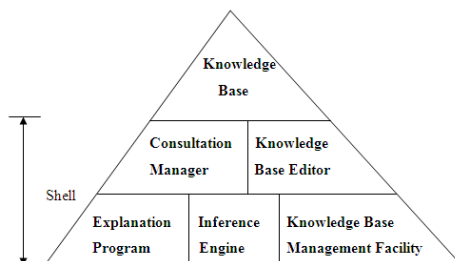 Knowledge
Base
Consultation
Manager
Knowledge
Base Editor
Shell
Explanation
Program
Inference
Engine
Knowledge Base
Management Facility